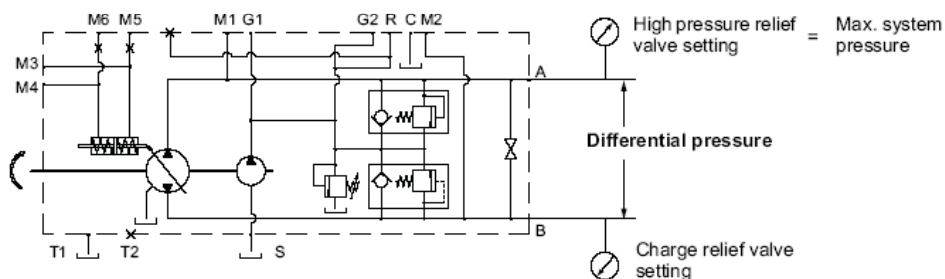 M6 M5 M1 G1 G2 R C M2
High pressure relief
valve setting
=
Max. system
pressure
M3
M4
A
Differential pressure
B
T1 T2 S
Charge relief valve
setting